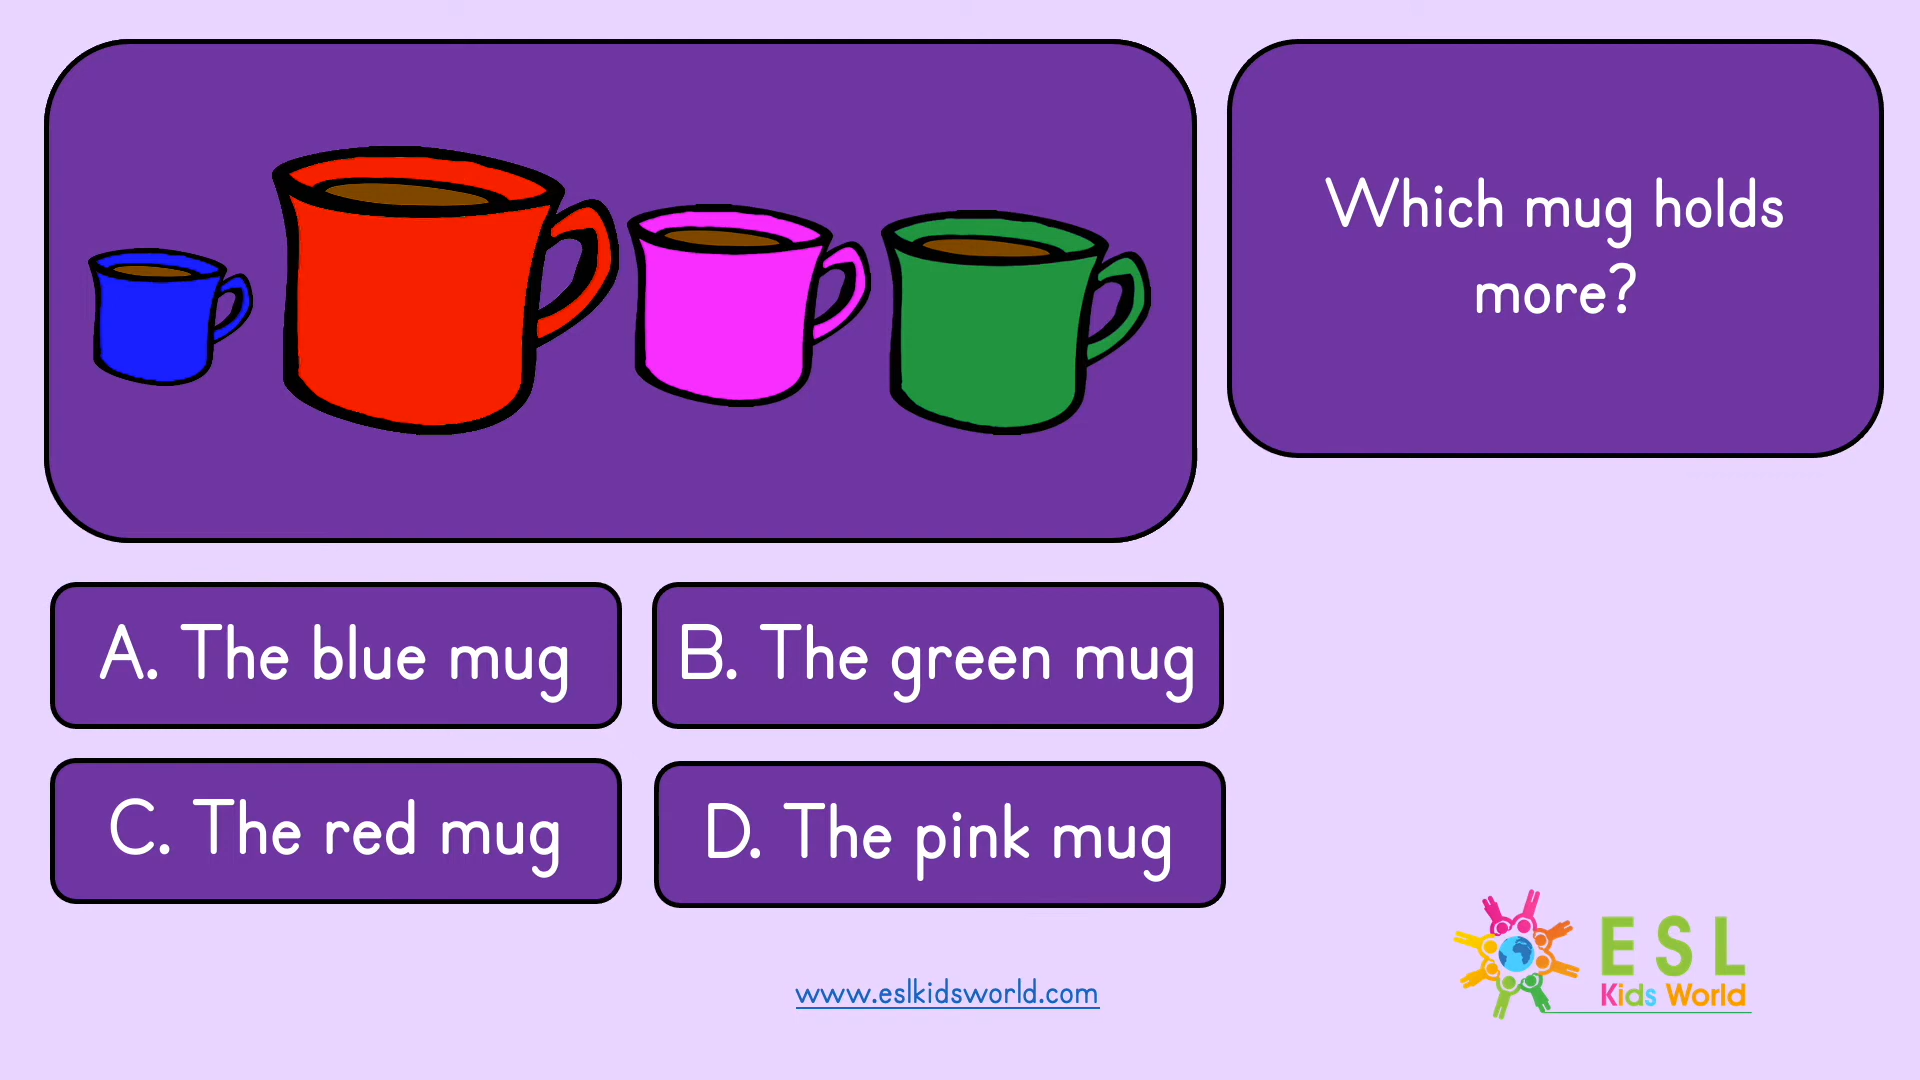 Which mug holds
more?
A. The blue mug
B. The green mug
C. The red mug
D. The pink mug
www.eslkidsworld.com
ESL
Kids World